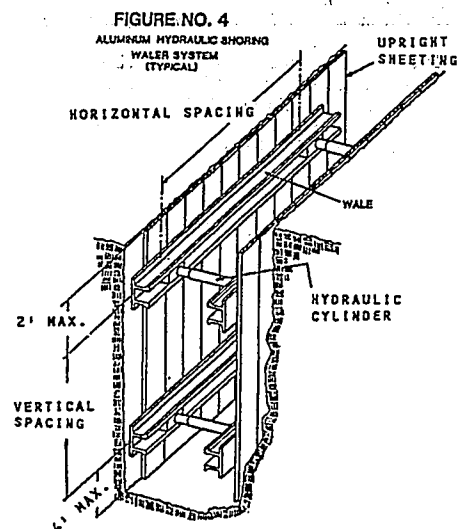 FIGURE NO. 4
ALUMINUM HYDRAULIC SHORING
WALER SYSTEM
(TYPICAL)
UPRIGHT
SHEETING
HORIZONTAL SPACING
WALE
HYDRAULIC
CYLINDER
2' MAX.
VERTICAL
SPACING
4' MAX.